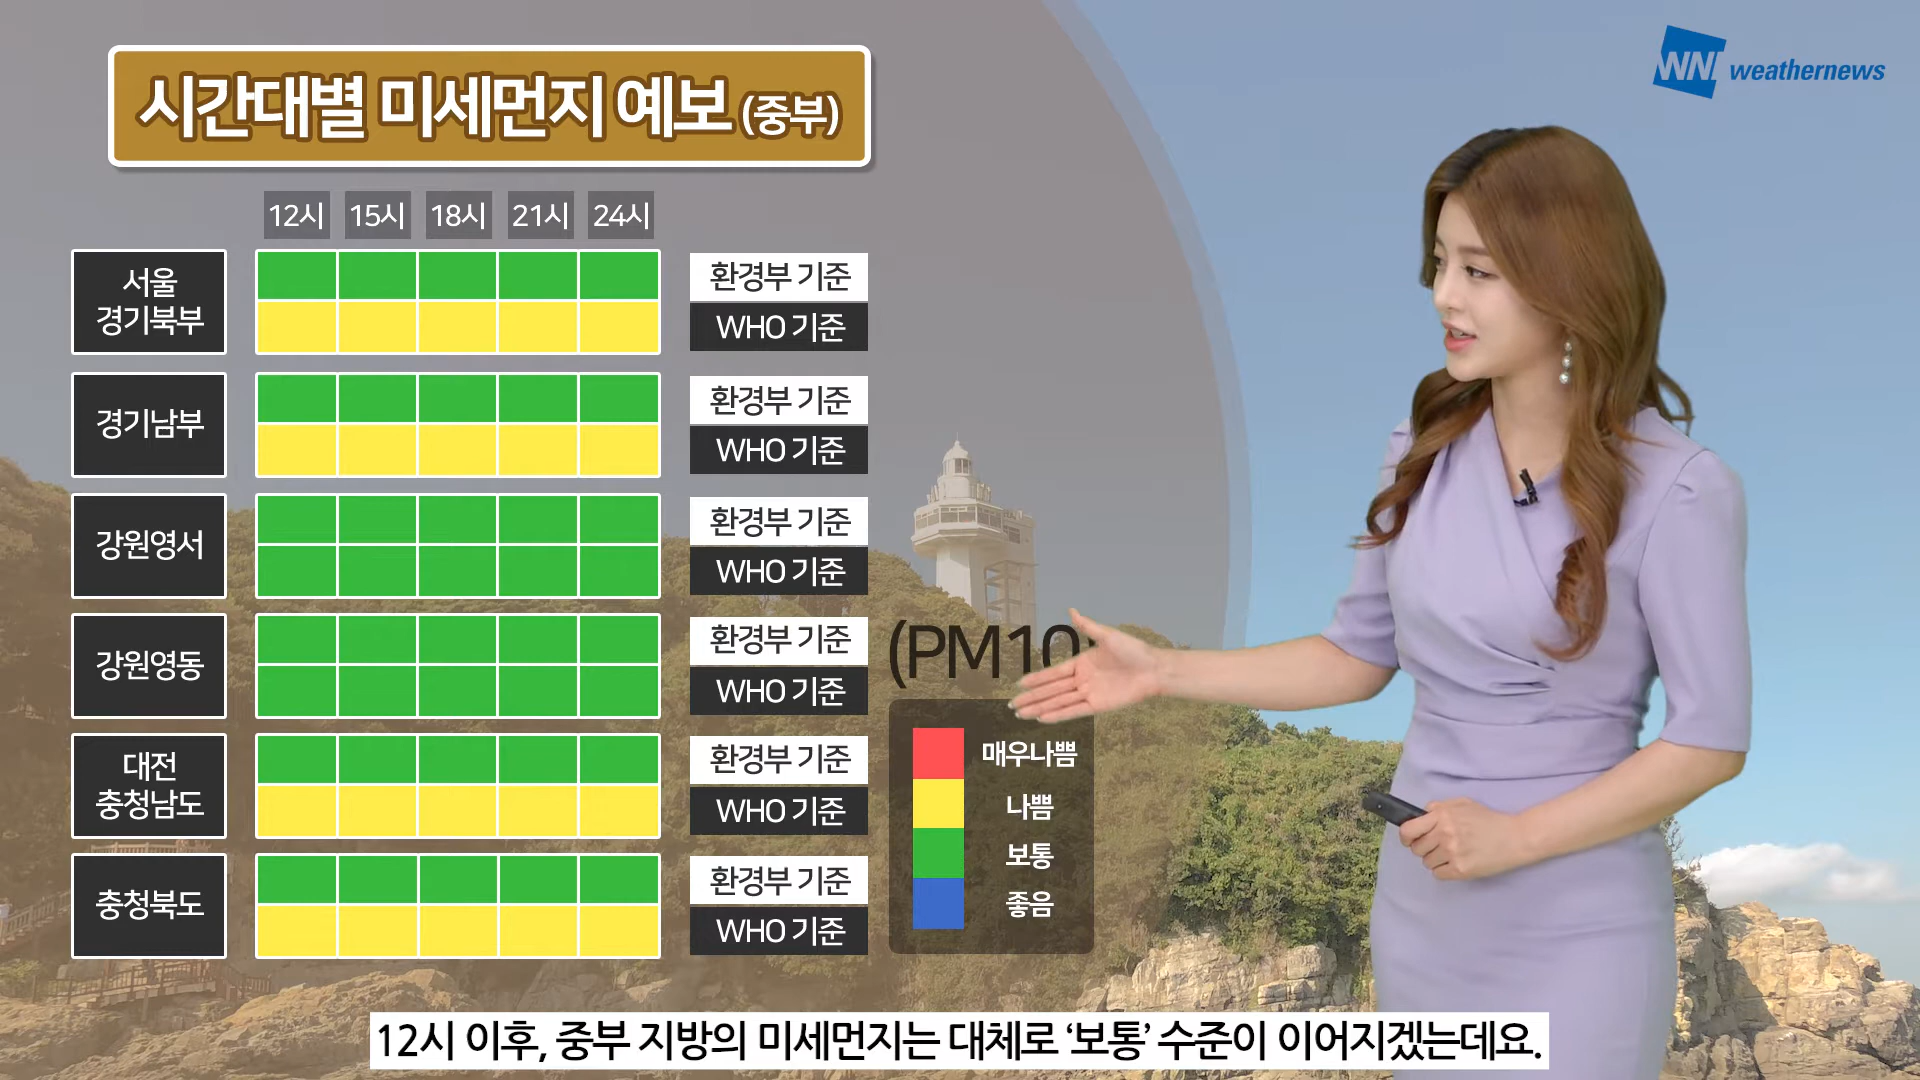 WN weathernews
시간대별 미세먼지 예보 (중부)
12시 15시 18시 21시 24시
서울
경기북부
환경부 기준
WHO 기준
경기남부
환경부 기준
WHO 기준
강원영서
환경부 기준
WHO 기준
강원영동
환경부 기준
WHO 기준
(PM10)
대전
충청남도
환경부 기준
WHO 기준
충청북도
환경부 기준
WHO 기준
매우나쁨
나쁨
보통
좋음
12시 이후, 중부 지방의 미세먼지는 대체로 ‘보통’ 수준이 이어지겠는데요.